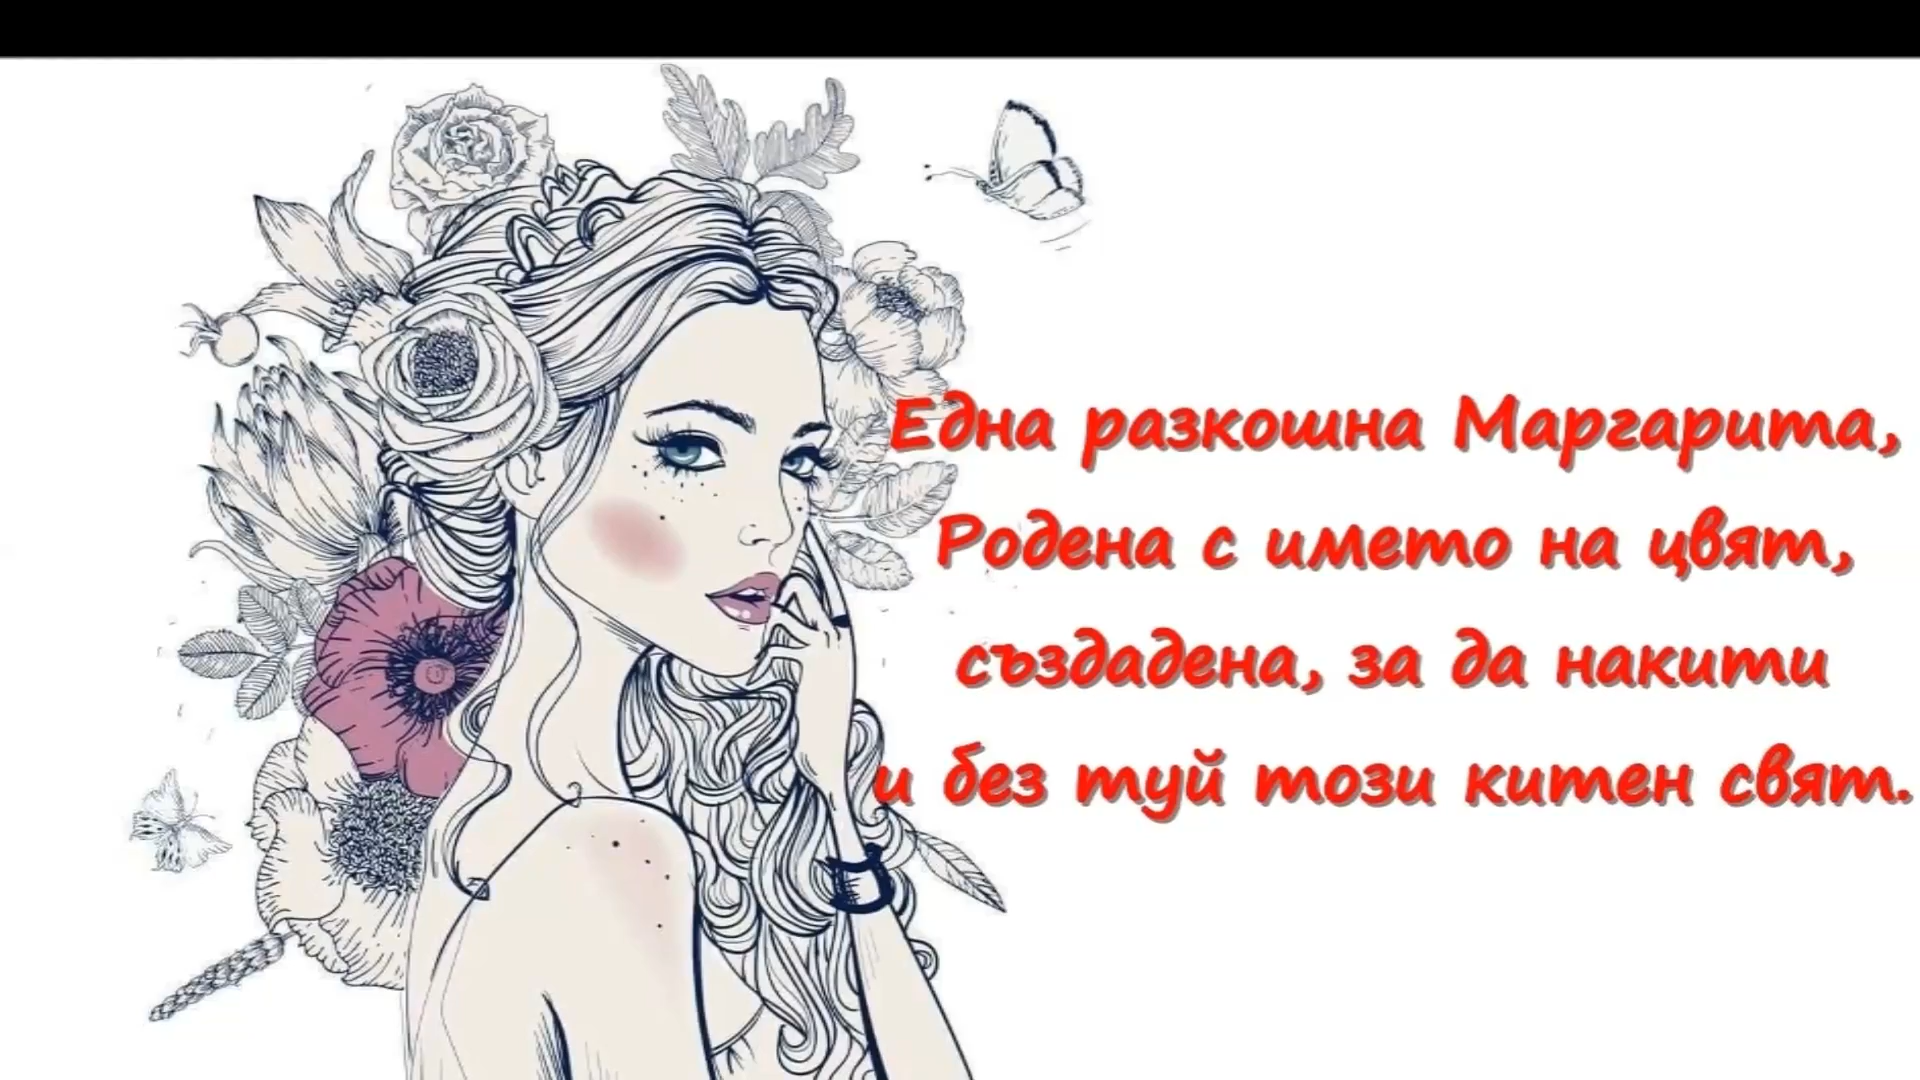 Една разкошна Маргарита,
Родена с името на цвят,
създадена, за да накити
и без туй този китен свят.